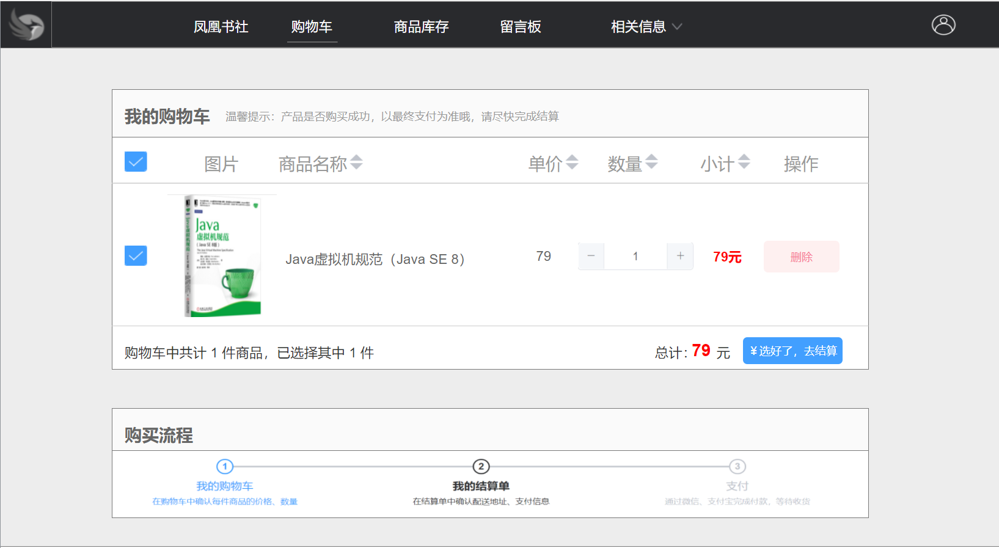 凤凰书社 购物车 商品库存 留言板 相关信息
我的购物车 温馨提示：产品是否购买成功，以最终支付为准哦，请尽快完成结算
图片 商品名称 单价 数量 小计 操作
Java
虚拟机规范
（Java SE 8版）
The Java Virtual Machine Specification
Java虚拟机规范（Java SE 8） 79 − 1 + 79元 删除
购物车中共计 1 件商品，已选择其中 1 件 总计：79 元 ¥选好了，去结算
购买流程
1 2 3
我的购物车 我的结算单 支付
在购物车中确认每件商品的价格、数量 在结算单中确认配送地址、支付信息 通过微信、支付宝完成付款，等待收货